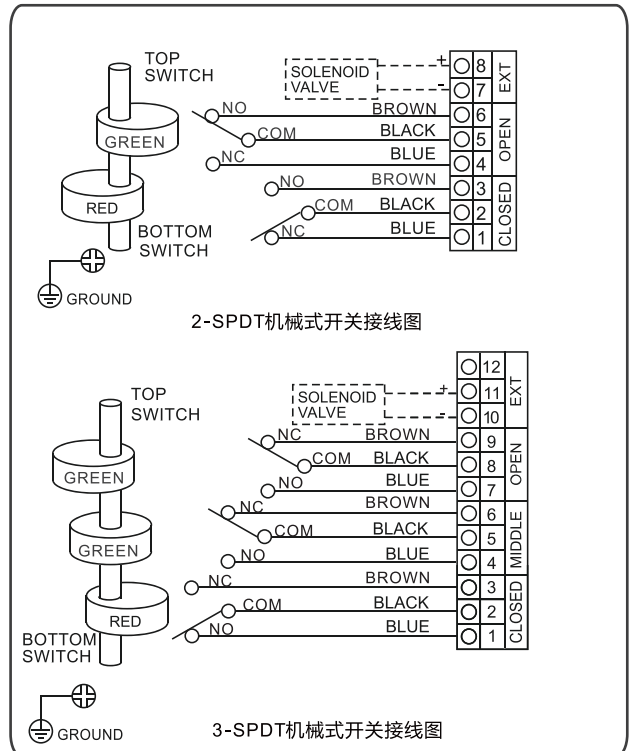 TOP
SWITCH
GREEN
RED
BOTTOM
SWITCH
GROUND
SOLENOID
VALVE
+
-
NO
BROWN
COM
BLACK
NC
BLUE
NO
BROWN
COM
BLACK
NC
BLUE
8
7
EXT
6
5
4
OPEN
3
2
1
CLOSED
2-SPDT机械式开关接线图
TOP
SWITCH
GREEN
GREEN
RED
BOTTOM
SWITCH
GROUND
SOLENOID
VALVE
+
-
NC
BROWN
COM
BLACK
NO
BLUE
NC
BROWN
COM
BLACK
NO
BLUE
NC
BROWN
COM
BLACK
NO
BLUE
12
11
10
EXT
9
8
7
OPEN
6
5
4
MIDDLE
3
2
1
CLOSED
3-SPDT机械式开关接线图